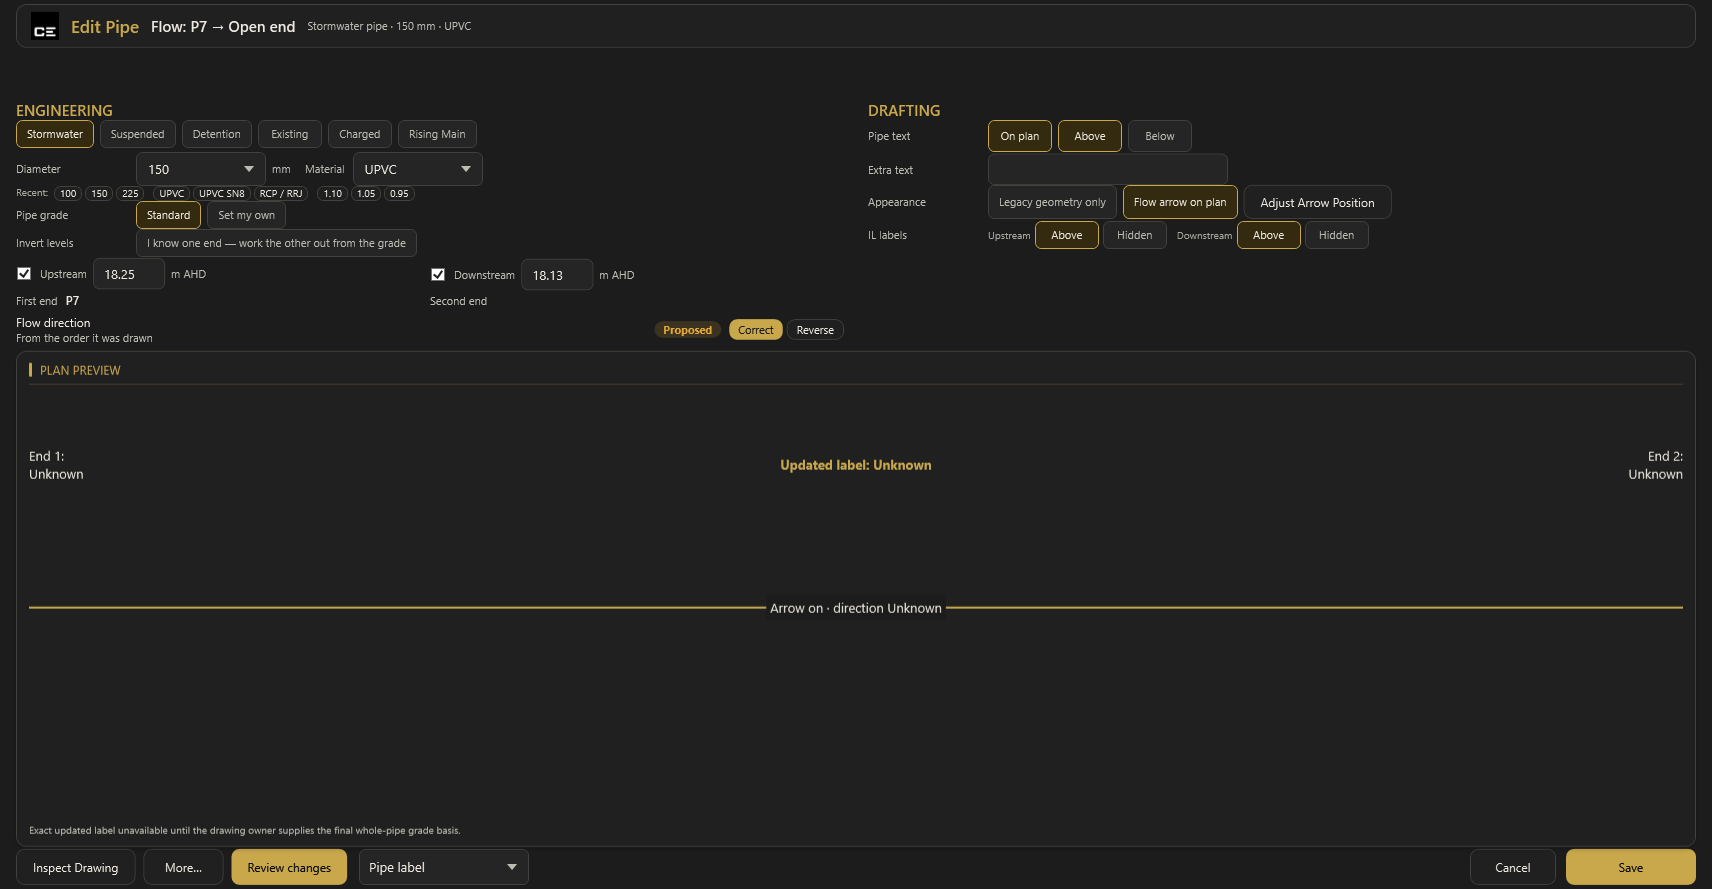 CE Edit Pipe Flow: P7 → Open end Stormwater pipe · 150 mm · UPVC
ENGINEERING
Stormwater Suspended Detention Existing Charged Rising Main
Diameter 150 mm Material UPVC
Recent: 100 150 225 UPVC UPVC SN8 RCP / RRJ 1.10 1.05 0.95
Pipe grade Standard Set my own
Invert levels I know one end — work the other out from the grade
Upstream 18.25 m AHD Downstream 18.13 m AHD
First end P7 Second end
Flow direction
From the order it was drawn
Proposed Correct Reverse
DRAFTING
Pipe text On plan Above Below
Extra text
Appearance Legacy geometry only Flow arrow on plan Adjust Arrow Position
IL labels Upstream Above Hidden Downstream Above Hidden
PLAN PREVIEW
End 1:
Unknown
Updated label: Unknown
End 2:
Unknown
Arrow on · direction Unknown
Exact updated label unavailable until the drawing owner supplies the final whole-pipe grade basis.
Inspect Drawing More... Review changes Pipe label Cancel Save